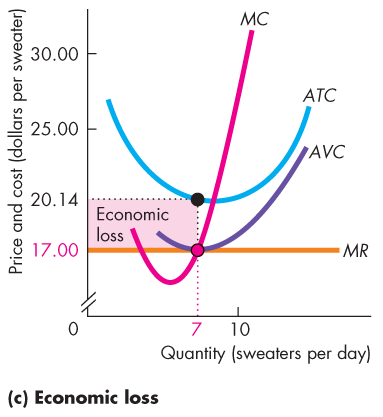 Price and cost (dollars per sweater)
MC
30.00
ATC
25.00
AVC
20.14
Economic
loss
17.00
MR
0
7
10
Quantity (sweaters per day)
(c) Economic loss